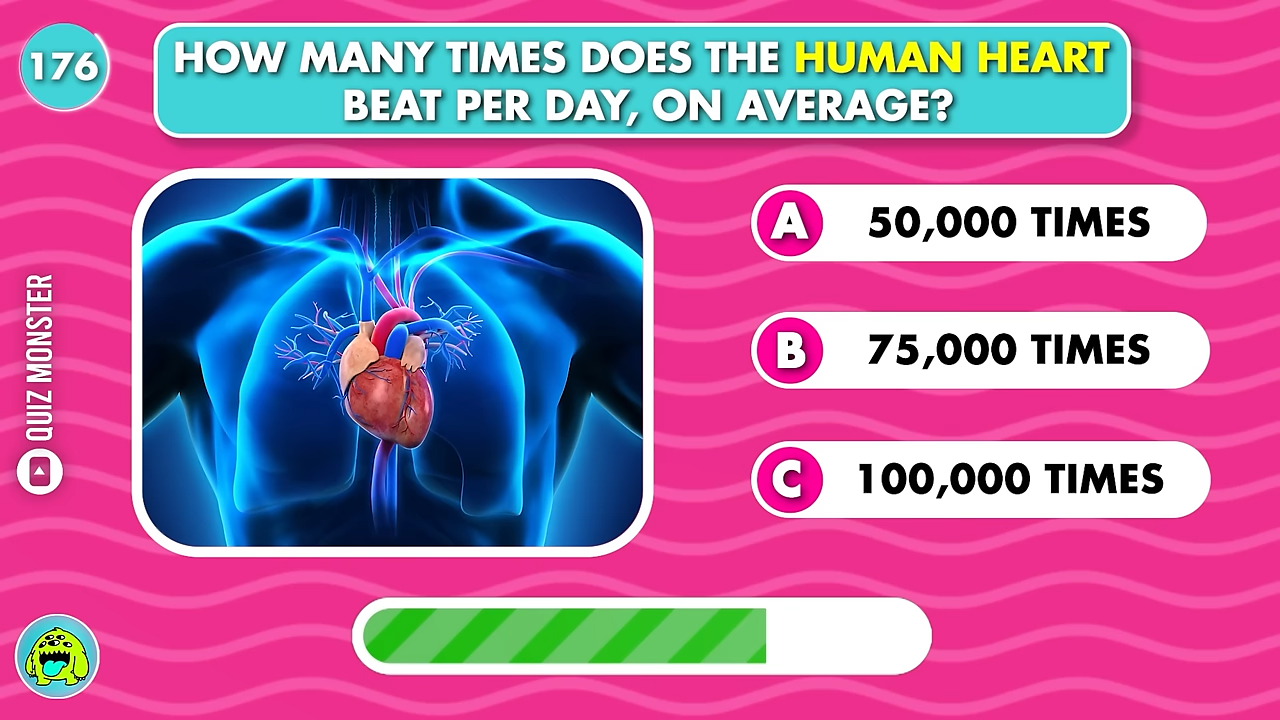 176
HOW MANY TIMES DOES THE HUMAN HEART
BEAT PER DAY, ON AVERAGE?
A 50,000 TIMES
B 75,000 TIMES
C 100,000 TIMES
QUIZ MONSTER